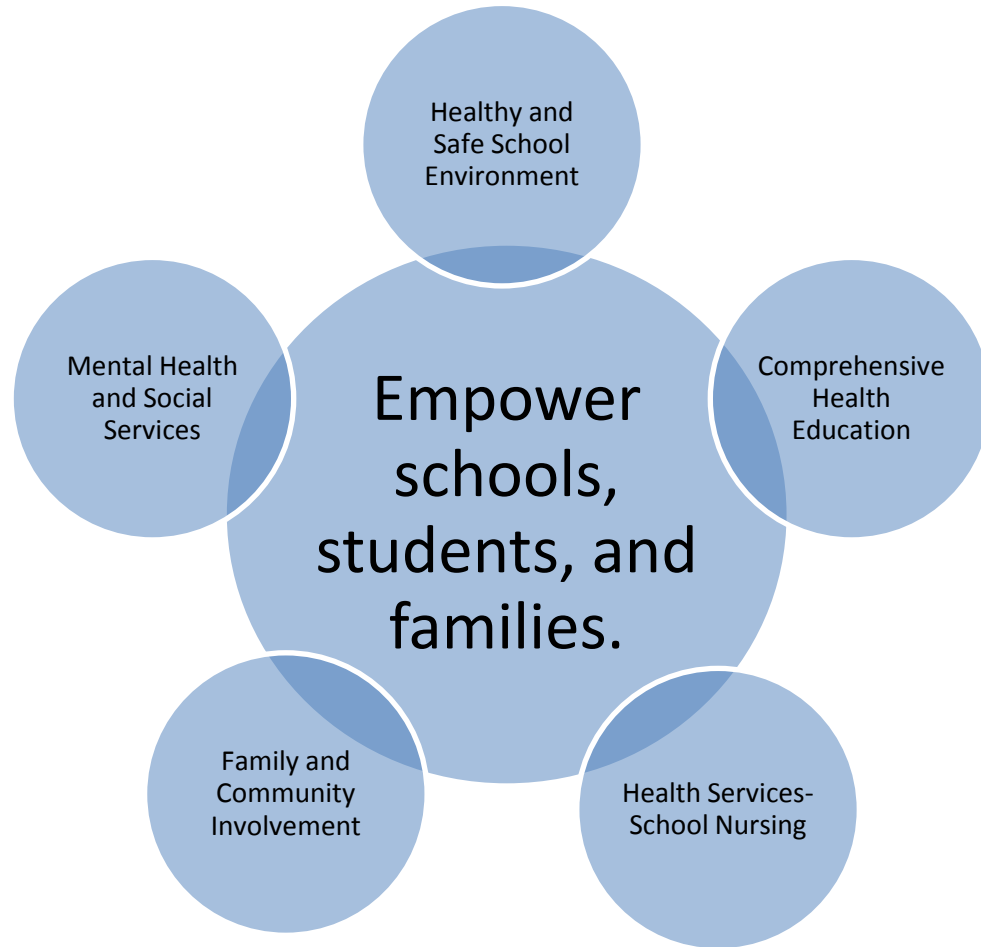 Healthy and
Safe School
Environment
Mental Health
and Social
Services
Comprehensive
Health
Education
Empower
schools,
students, and
families.
Family and
Community
Involvement
Health Services-
School Nursing